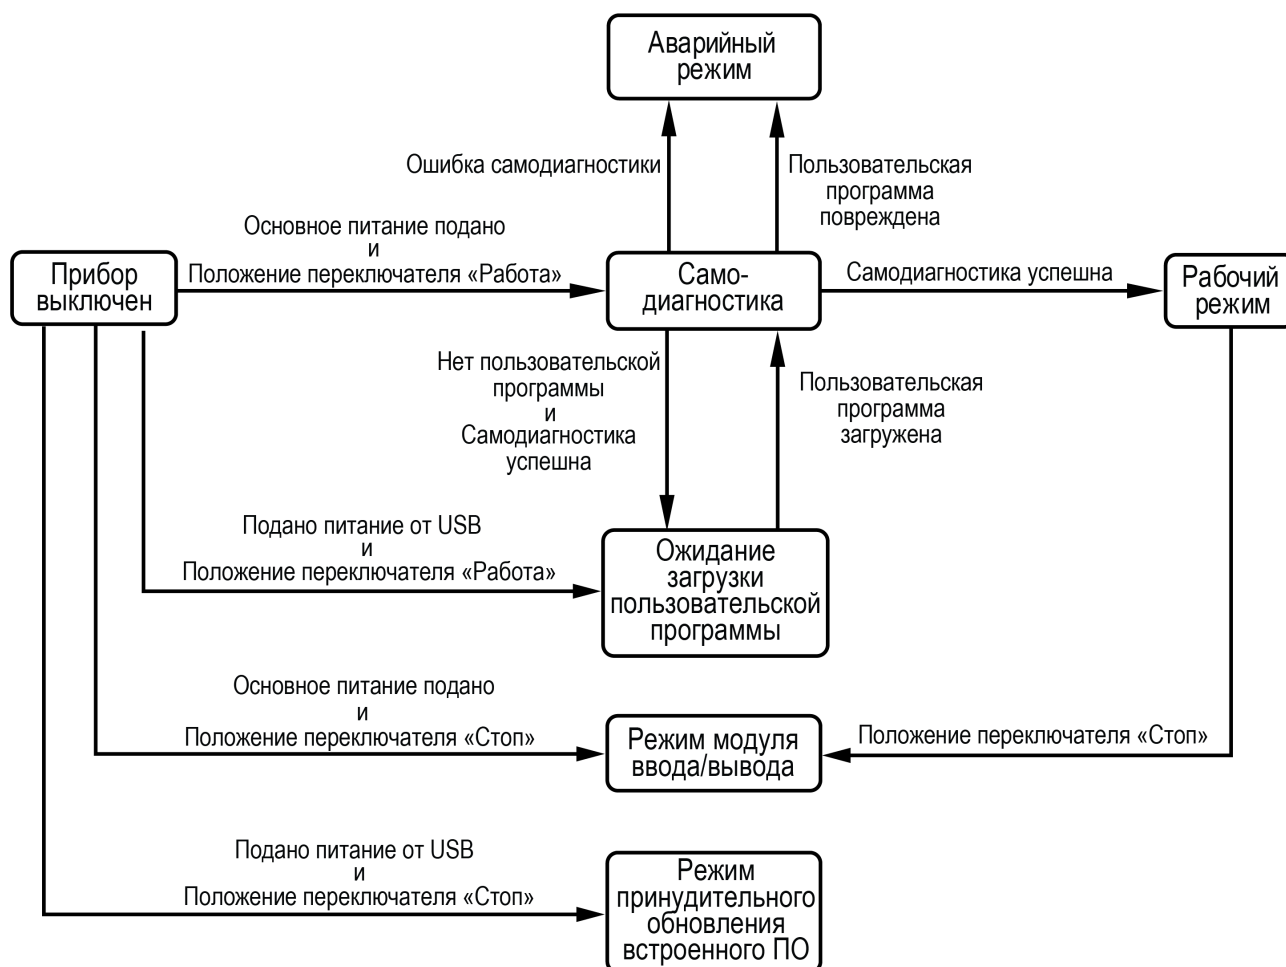 Аварийный
режим
Ошибка самодиагностики
Пользовательская
программа
повреждена
Основное питание подано
и
Положение переключателя «Работа»
Прибор
выключен
Само-
диагностика
Самодиагностика успешна
Рабочий
режим
Нет пользовательской
программы
и
Самодиагностика
успешна
Пользовательская
программа
загружена
Подано питание от USB
и
Положение переключателя «Работа»
Ожидание
загрузки
пользовательской
программы
Основное питание подано
и
Положение переключателя «Стоп»
Режим модуля
ввода/вывода
Положение переключателя «Стоп»
Подано питание от USB
и
Положение переключателя «Стоп»
Режим
принудительного
обновления
встроенного ПО